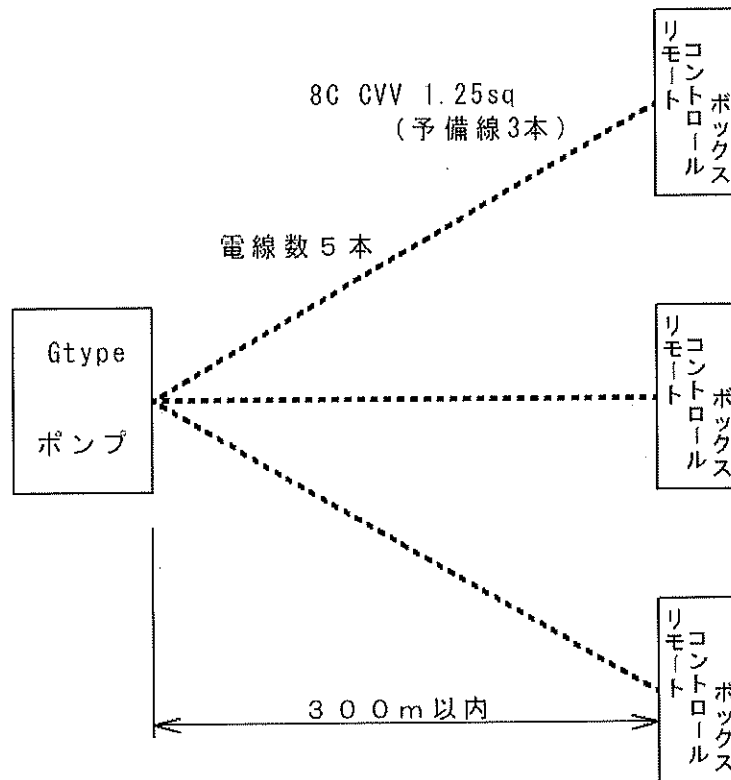 8C CVV 1.25sq
(予備線3本)
電線数5本
Gtype
ポンプ
リモート
コントロール
ボックス
リモート
コントロール
ボックス
リモート
コントロール
ボックス
300m以内